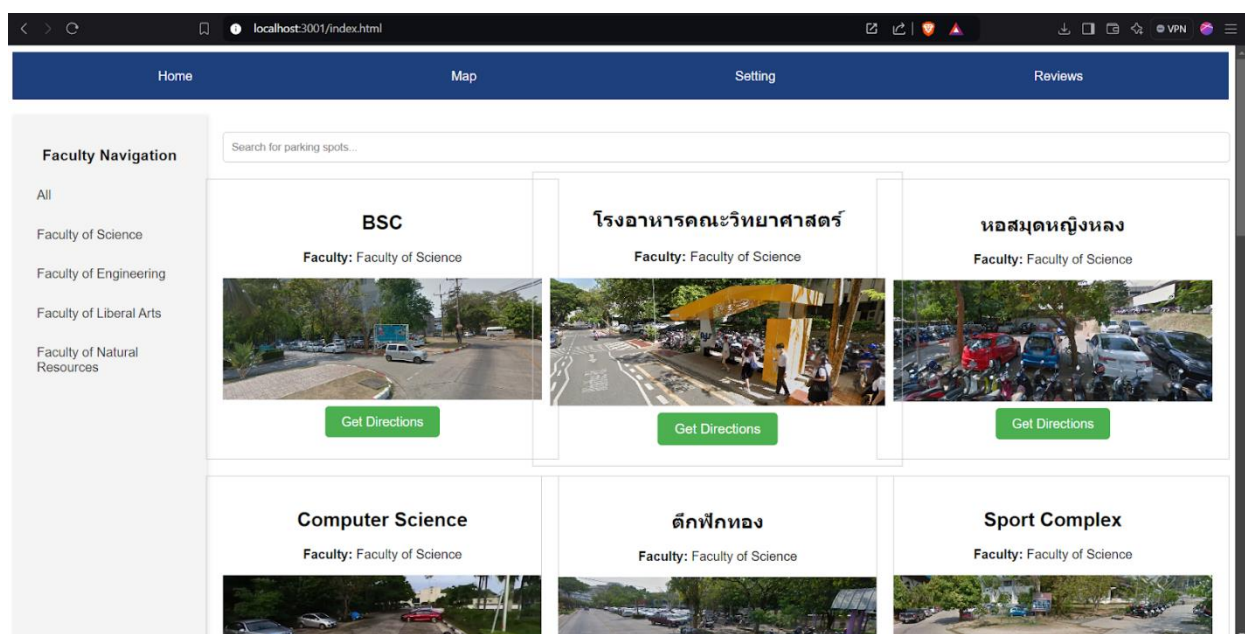 localhost:3001/index.html
VPN
Home
Map
Setting
Reviews
Faculty Navigation
All
Faculty of Science
Faculty of Engineering
Faculty of Liberal Arts
Faculty of Natural
Resources
Search for parking spots...
BSC
Faculty: Faculty of Science
Get Directions
โรงอาหารคณะวิทยาศาสตร์
Faculty: Faculty of Science
Get Directions
หอสมุดหญิงหลง
Faculty: Faculty of Science
Get Directions
Computer Science
Faculty: Faculty of Science
ตึกฟักทอง
Faculty: Faculty of Science
Sport Complex
Faculty: Faculty of Science